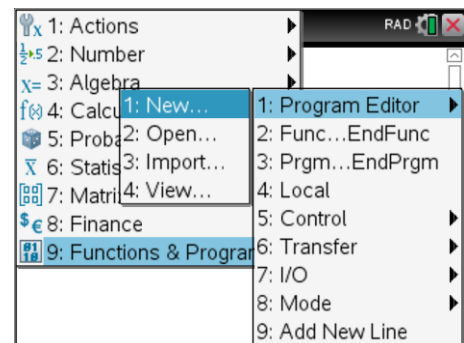 1: Actions
2: Number
3: Algebra
4: Calcu
5: Proba
6: Statis
7: Matri
8: Finance
9: Functions & Progra
1: New...
2: Open...
3: Import...
4: View...
1: Program Editor
2: Func...EndFunc
3: Prgm...EndPrgm
4: Local
5: Control
6: Transfer
7: I/O
8: Mode
9: Add New Line
RAD